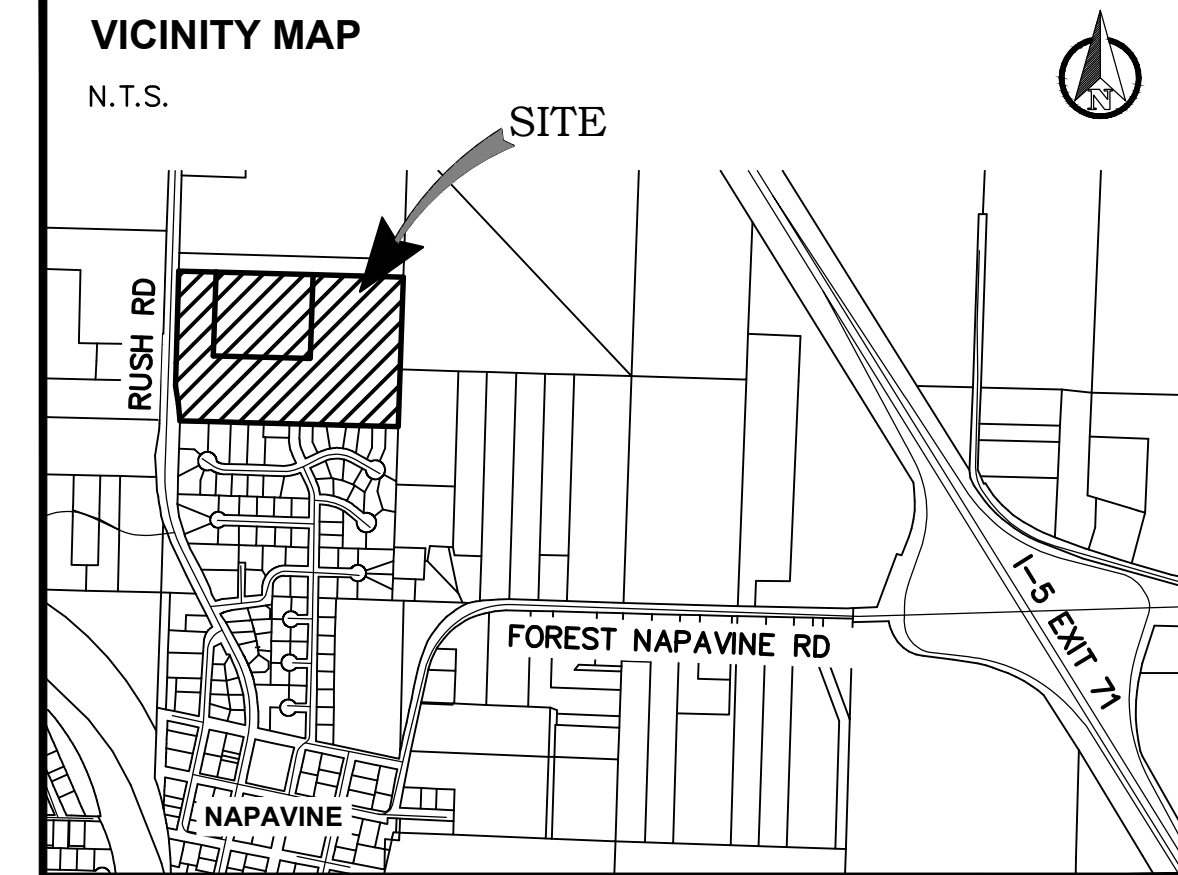 VICINITY MAP
N.T.S.
N
SITE
RUSH RD
FOREST NAPAVINE RD
I-5 EXIT 71
NAPAVINE